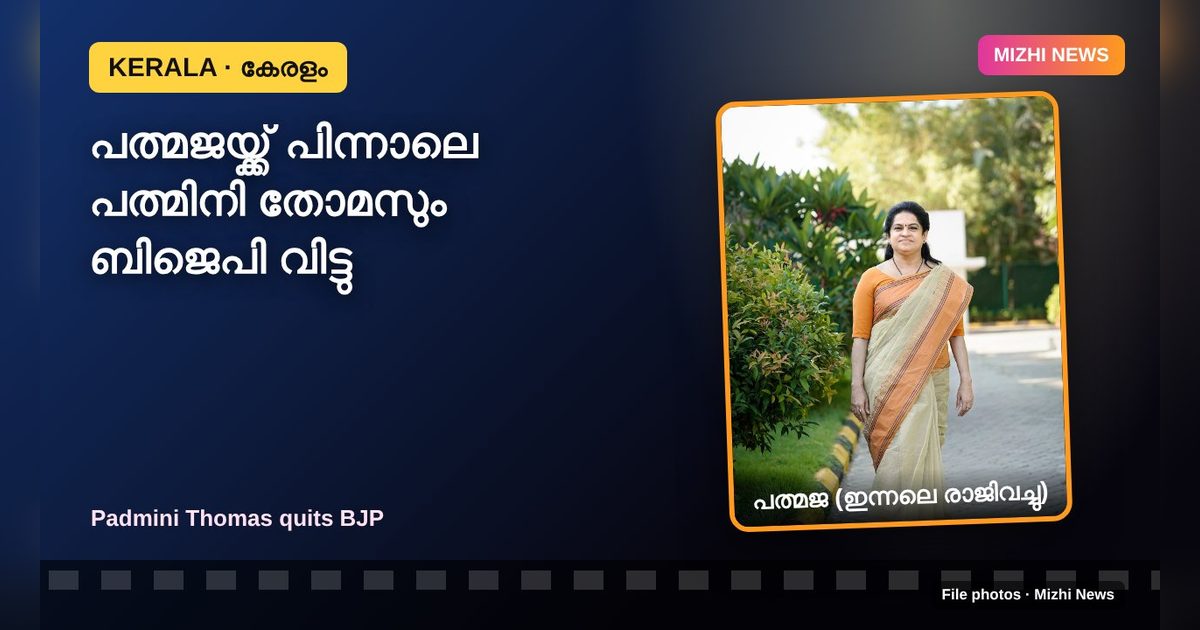 KERALA · കേരളം
MIZHI NEWS
പത്മജയ്ക്ക് പിന്നാലെ
പത്മിനി തോമസും
ബിജെപി വിട്ടു
പത്മജ (ഇന്നലെ രാജിവച്ചു)
Padmini Thomas quits BJP
File photos · Mizhi News